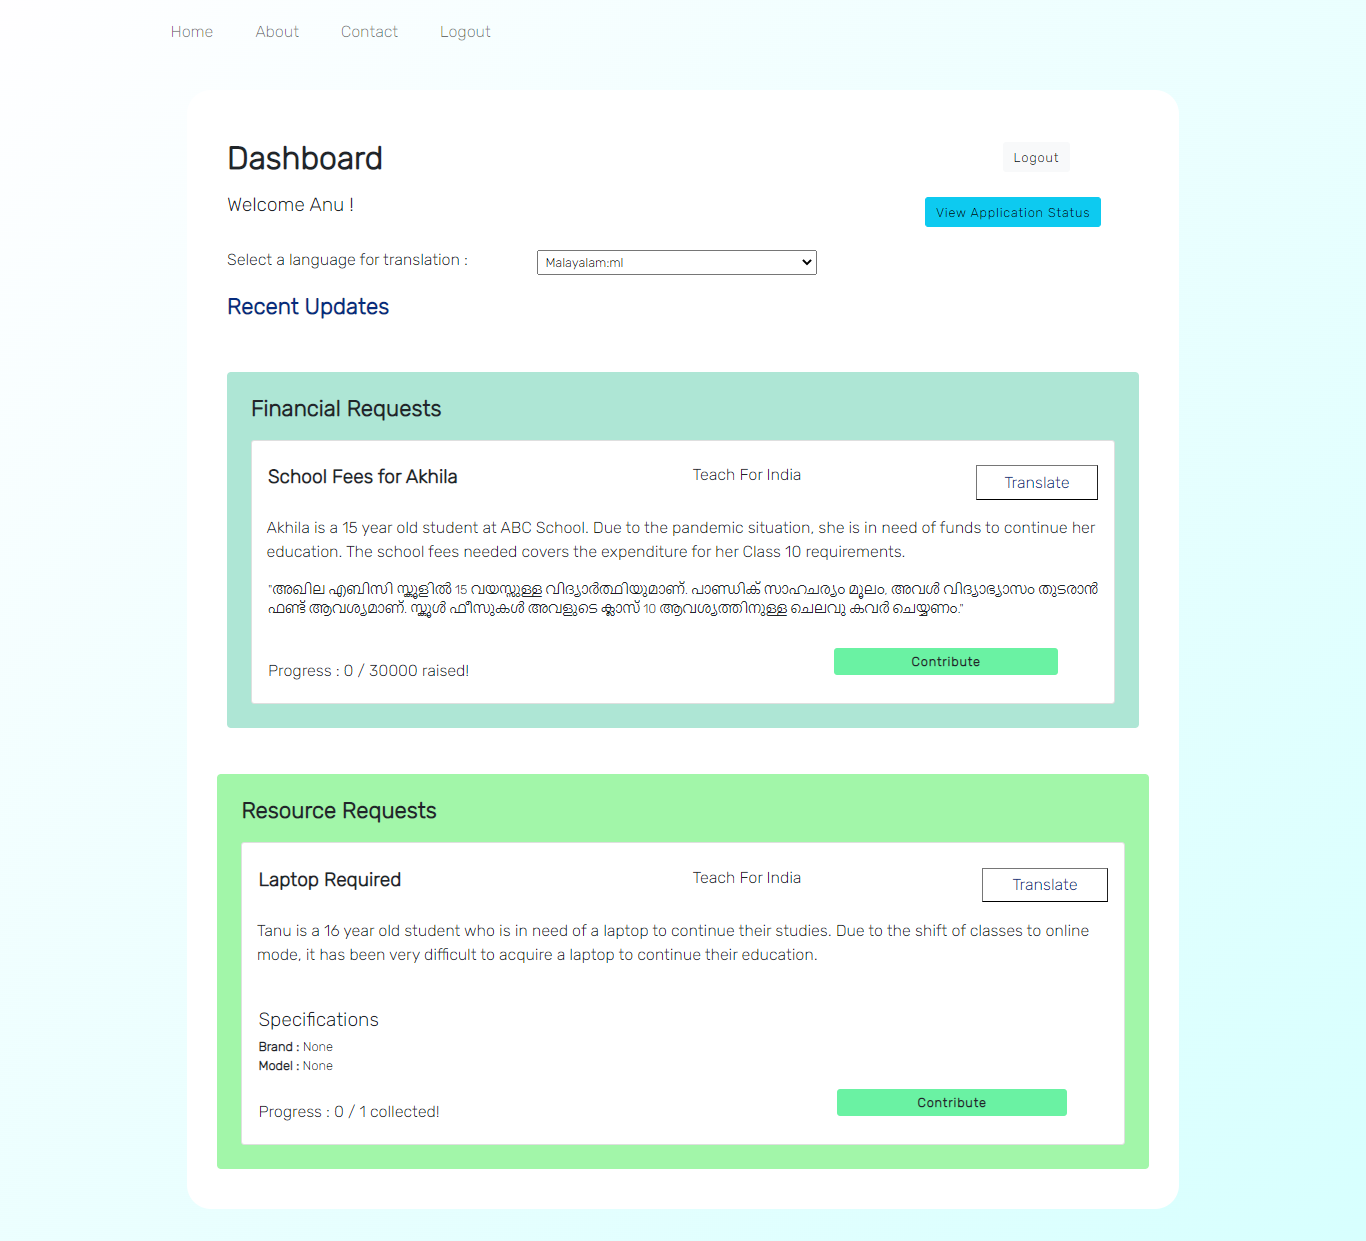 Home About Contact Logout
Dashboard
Logout
Welcome Anu !
View Application Status
Select a language for translation :
Malayalam:ml
Recent Updates
Financial Requests
School Fees for Akhila
Teach For India
Translate
Akhila is a 15 year old student at ABC School. Due to the pandemic situation, she is in need of funds to continue her
education. The school fees needed covers the expenditure for her Class 10 requirements.
"അഖില എബിസി സ്കൂളിൽ 15 വയസ്സുള്ള വിദ്യാർത്ഥിയുമാണ്. പാണ്ഡിക് സാഹചര്യം മൂലം, അവൾ വിദ്യാഭ്യാസം തുടരാൻ
ഫണ്ട് ആവശ്യമാണ്. സ്കൂൾ ഫീസുകൾ അവളുടെ ക്ലാസ് 10 ആവശ്യത്തിനുള്ള ചെലവു കവർ ചെയ്യണം."
Progress : 0 / 30000 raised!
Contribute
Resource Requests
Laptop Required
Teach For India
Translate
Tanu is a 16 year old student who is in need of a laptop to continue their studies. Due to the shift of classes to online
mode, it has been very difficult to acquire a laptop to continue their education.
Specifications
Brand : None
Model : None
Progress : 0 / 1 collected!
Contribute